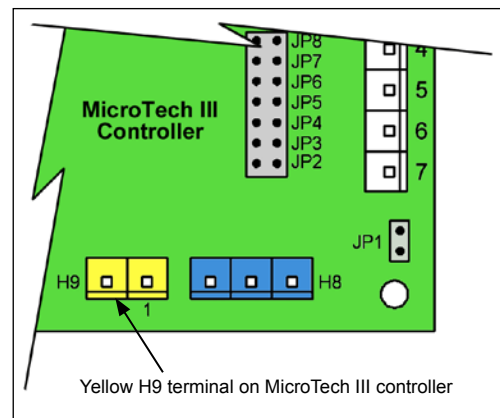 JP8
4
JP7
JP6
5
MicroTech III
Controller
JP5
JP4
6
JP3
JP2
7
JP1
H9
1
H8
Yellow H9 terminal on MicroTech III controller